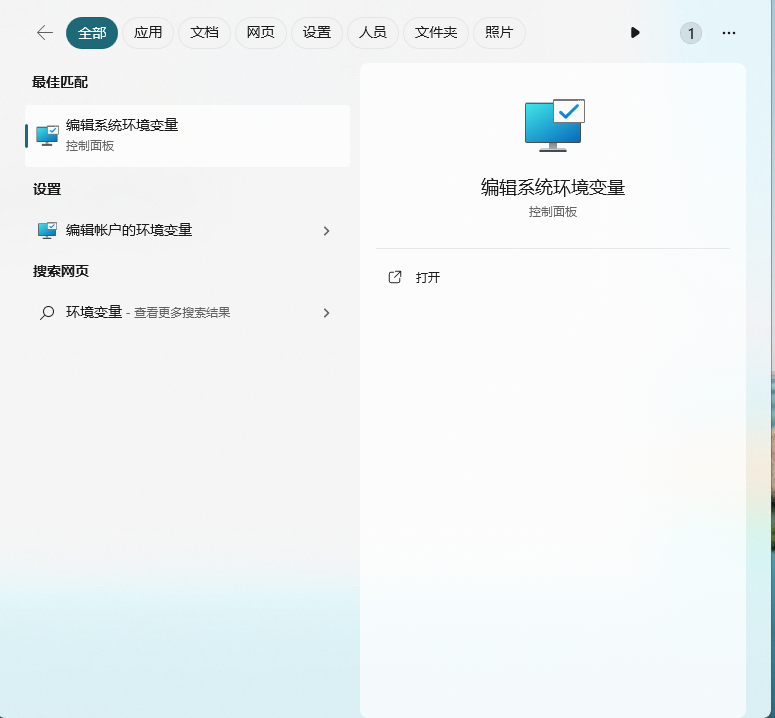 全部 应用 文档 网页 设置 人员 文件夹 照片 1
最佳匹配
编辑系统环境变量
控制面板
设置
编辑帐户的环境变量
搜索网页
环境变量 - 查看更多搜索结果
编辑系统环境变量
控制面板
打开